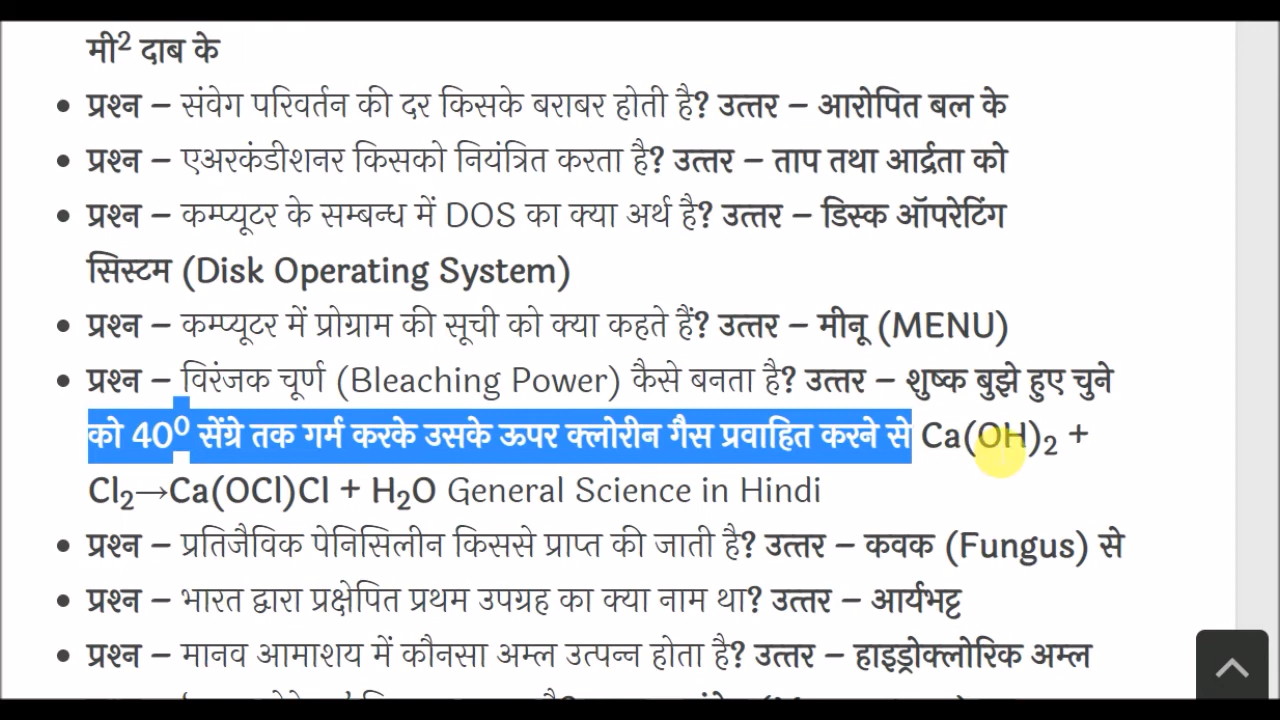 मी² दाब के
प्रश्न – संवेग परिवर्तन की दर किसके बराबर होती है? उत्तर – आरोपित बल के
प्रश्न – एअरकंडीशनर किसको नियंत्रित करता है? उत्तर – ताप तथा आर्द्रता को
प्रश्न – कम्प्यूटर के सम्बन्ध में DOS का क्या अर्थ है? उत्तर – डिस्क ऑपरेटिंग
सिस्टम (Disk Operating System)
प्रश्न – कम्प्यूटर में प्रोग्राम की सूची को क्या कहते हैं? उत्तर – मीनू (MENU)
प्रश्न – विरंजक चूर्ण (Bleaching Power) कैसे बनता है? उत्तर – शुष्क बुझे हुए चुने
को 40⁰ सेंग्रे तक गर्म करके उसके ऊपर क्लोरीन गैस प्रवाहित करने से Ca(OH)₂ +
Cl₂→Ca(OCl)Cl + H₂O General Science in Hindi
प्रश्न – प्रतिजैविक पेनिसिलीन किससे प्राप्त की जाती है? उत्तर – कवक (Fungus) से
प्रश्न – भारत द्वारा प्रक्षेपित प्रथम उपग्रह का क्या नाम था? उत्तर – आर्यभट्ट
प्रश्न – मानव आमाशय में कौनसा अम्ल उत्पन्न होता है? उत्तर – हाइड्रोक्लोरिक अम्ल